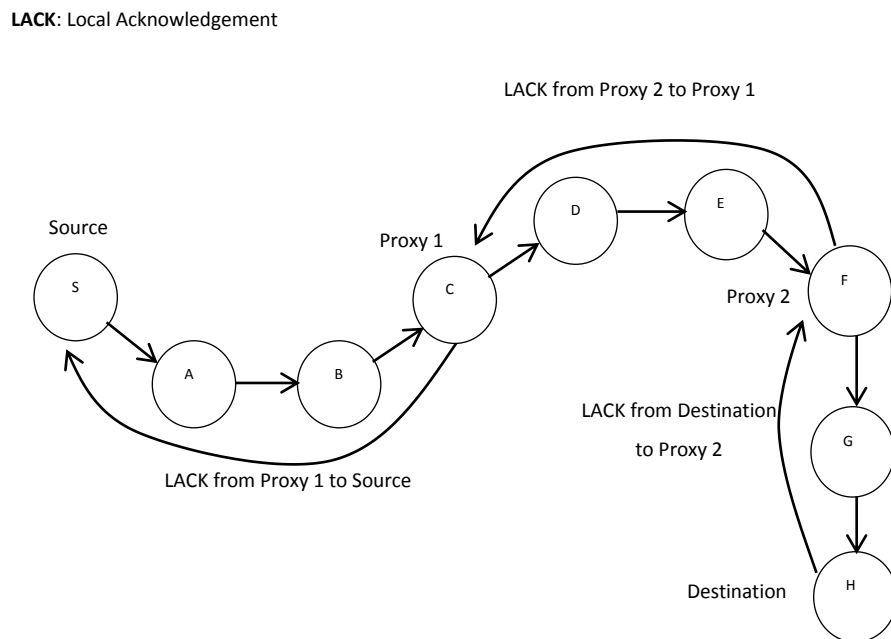 LACK: Local Acknowledgement
LACK from Proxy 2 to Proxy 1
Source
Proxy 1
S
A
B
C
D
E
F
Proxy 2
LACK from Destination
to Proxy 2
G
LACK from Proxy 1 to Source
Destination
H